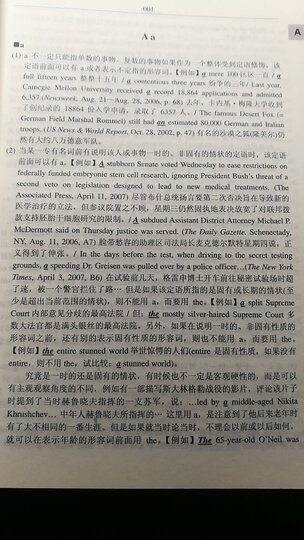 001
A
A a
■a
(1) a 不一定只能指单数的事物。复数的事物如果作为一个整体受到定语修饰，该
定语前面可以有 a 或者表示不定指的形容词。【例如】a mere 100 区区一百 / a
full fifteen years 整整十五年 / a contentious three years 纷争的三年/ Last year,
Carnegie Mellon University received a record 18,864 applications and admitted
6,357 (Newsweek, Aug. 21—Aug. 28, 2006, p. 68) 去年，卡内基·梅隆大学收到
了创纪录的 18864 份入学申请，录取了 6357 人。/ The famous Desert Fox (=
German Field Marshal Rommel) still had an estimated 80,000 German and Italian
troops. (US News & World Report, Oct. 28, 2002, p. 47) 有名的沙漠之狐(隆美尔)仍
然有大约八万德意军队。
(2) 当某一专有名词前有说明该人或事物一时的、非固有的情状的定语时，该定语
前面可以有 a。【例如】A stubborn Senate voted Wednesday to ease restrictions on
federally funded embryonic stem cell research, ignoring President Bush's threat of a
second veto on legislation designed to lead to new medical treatments. (The
Associated Press, April 11, 2007) 尽管布什总统扬言要第二次否决旨在导致新的
医学治疗的立法，但参议院置之不顾，星期三仍然固执地表决放宽了对联邦拨
款支持胚胎干细胞研究的限制。/ A subdued Assistant District Attorney Michael P.
McDermott said on Thursday justice was served. (The Daily Gazette. Schenectady,
NY, Aug. 11, 2006, A7) 脸带愁容的助理区司法局长麦克德尔默特星期四说，正
义得到了伸张。/ In the days before the test, when driving to the secret testing
grounds, a speeding Dr. Greisen was pulled over by a police officer…(The New York
Times, April 3, 2007, B6) 在试验前几天，格雷申博士开车前往秘密试验场时超
了速，被一个警官拦住了路…但是如果该定语所指的是固有或长期的情状(至
少是超出当前范围的情状)，则不能用 a，而要用 the。【例如】a split Supreme
Court 内部意见分歧的最高法院 / 但：the mostly silver-haired Supreme Court 多
数大法官都是满头银丝的最高法院。另外，如果在说明一时的、非固有性质的
形容词之前，还有别的表示固有性质的形容词，则也不能用 a，而要用 the。
【例如】the entire stunned world 举世惊愕的人们(entire 是固有性质，如果没有
entire，则不用 the，试比较：a stunned world)。
究竟是一时的还是固有的情状，有时候也不一定是客观硬性的，而是可以
有主观观察角度的不同，例如有一部描写斯大林格勒战役的影片，评论该片子
时提到了当时赫鲁晓夫指挥的一支苏军，说：…led by a middle-aged Nikita
Khrushchev… 中年人赫鲁晓夫所指挥的… 这里用 a，是注意到了他后来老年时
有了大不相同的一番生涯。但是如果就当时论当时，不理会以前或以后如何，
就可以在表示年龄的形容词前面用 the。【例如】The 65-year-old O'Neil was